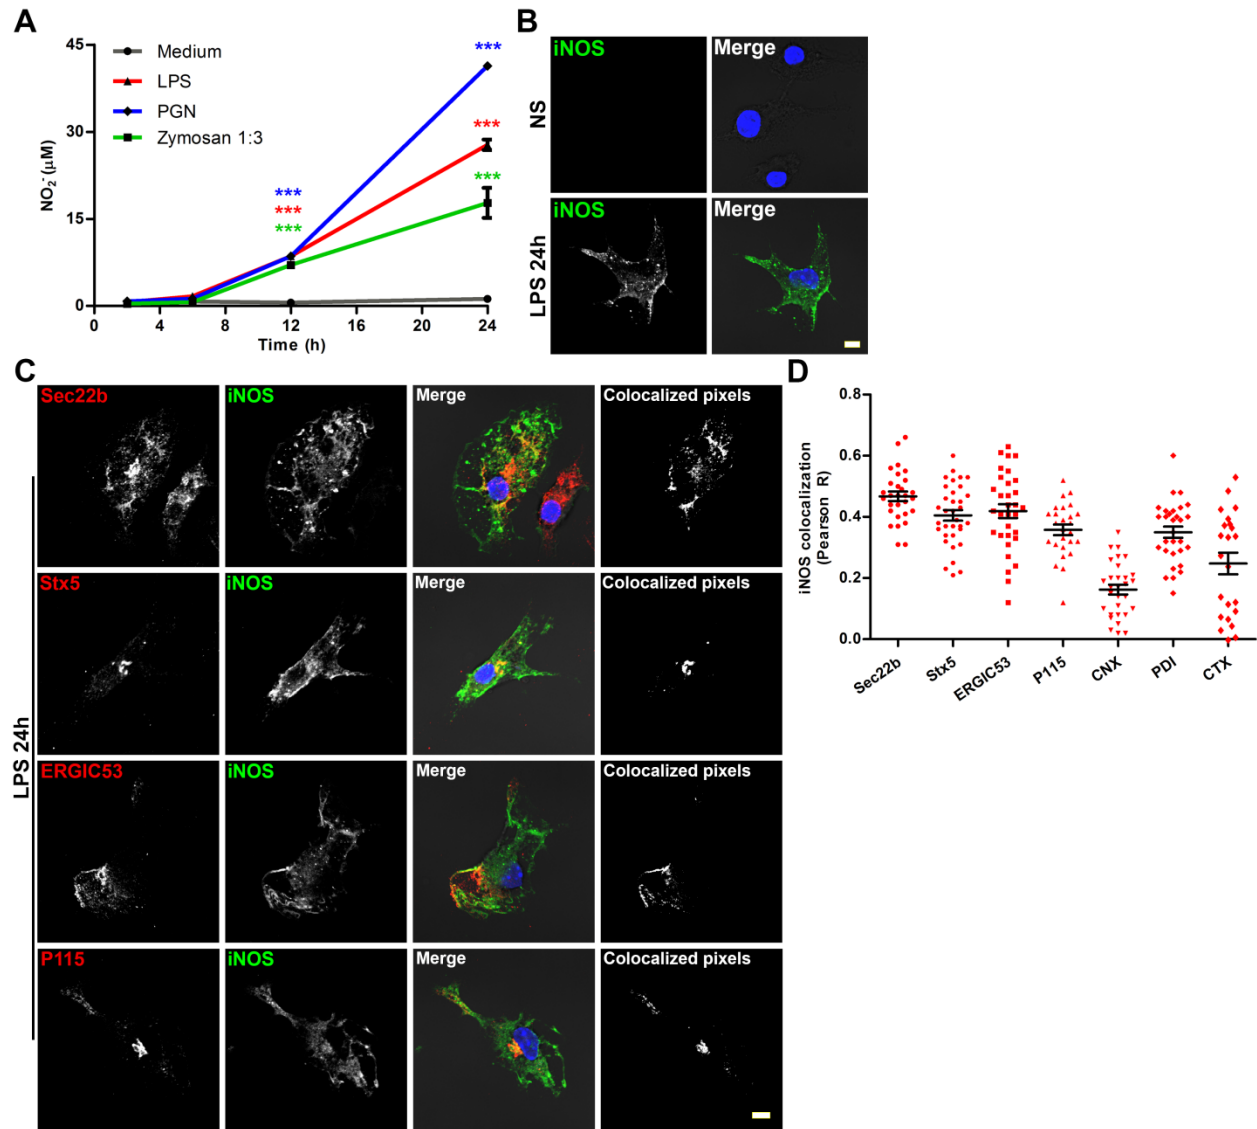 A
45
30
15
0
NO2- (μM)
Medium
LPS
PGN
Zymosan 1:3
***
***
***
***
***
***
0 4 8 12 16 20 24
Time (h)
B
NS
iNOS
Merge
LPS 24h
iNOS
Merge
C
LPS 24h
Sec22b
iNOS
Merge
Colocalized pixels
Stx5
iNOS
Merge
Colocalized pixels
ERGIC53
iNOS
Merge
Colocalized pixels
P115
iNOS
Merge
Colocalized pixels
D
iNOS colocalization
(Pearson R)
0.8
0.6
0.4
0.2
0.0
Sec22b
Stx5
ERGIC53
P115
CNX
PDI
CTX